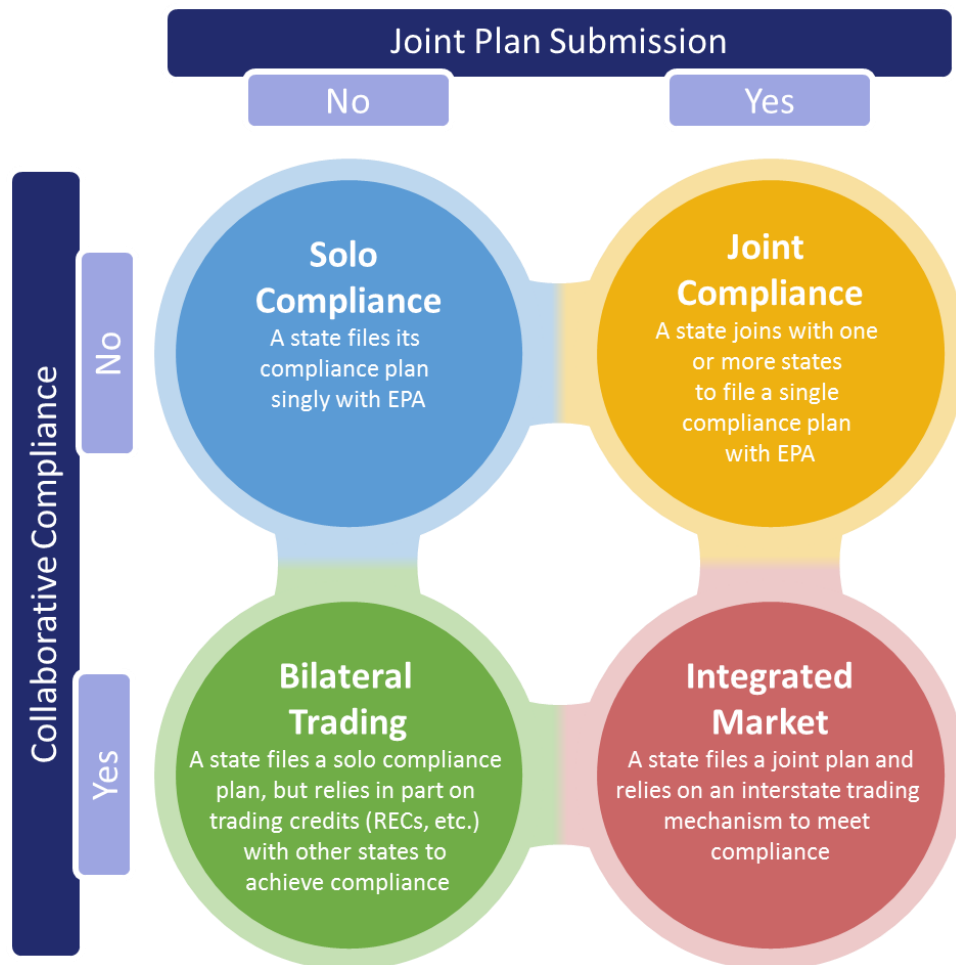 Joint Plan Submission
No
Yes
Collaborative Compliance
No
Solo
Compliance
A state files its
compliance plan
singly with EPA
Joint
Compliance
A state joins with one
or more states
to file a single
compliance plan
with EPA
Yes
Bilateral
Trading
A state files a solo compliance
plan, but relies in part on
trading credits (RECs, etc.)
with other states to
achieve compliance
Integrated
Market
A state files a joint plan and
relies on an interstate trading
mechanism to meet
compliance